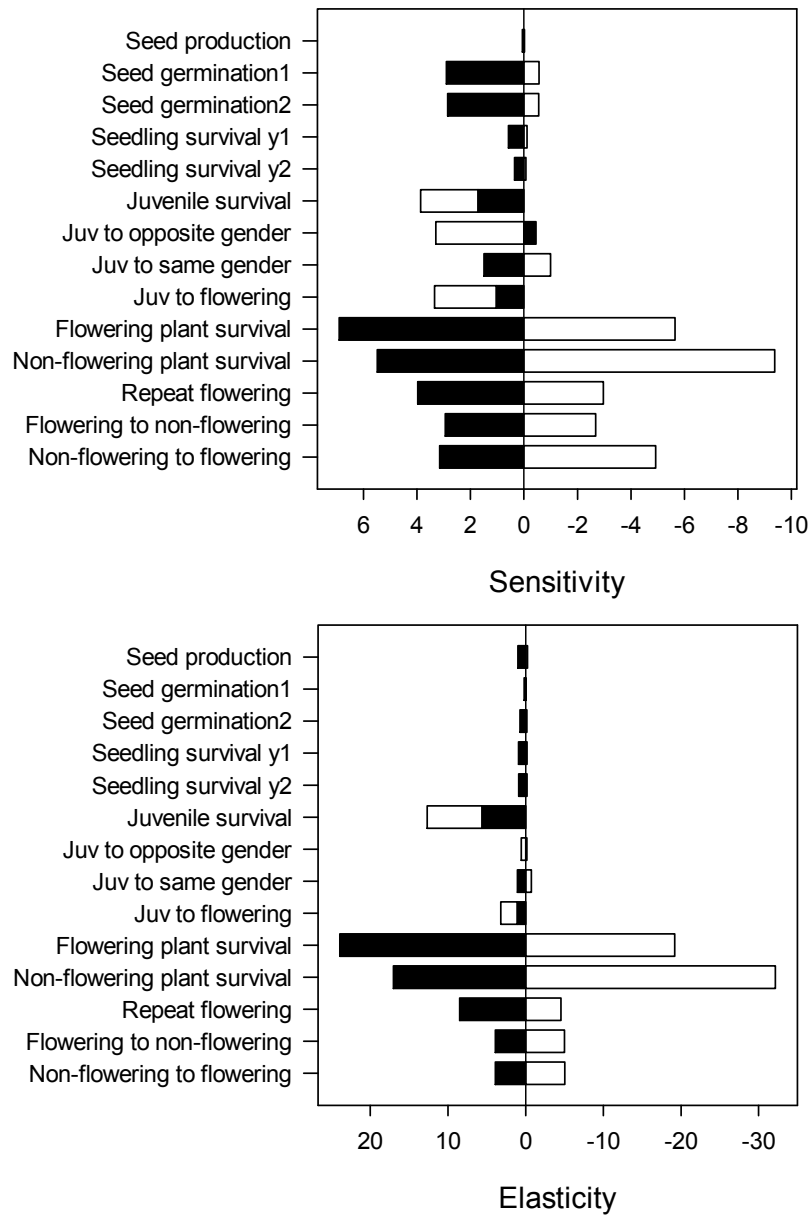 Seed production
Seed germination1
Seed germination2
Seedling survival y1
Seedling survival y2
Juvenile survival
Juv to opposite gender
Juv to same gender
Juv to flowering
Flowering plant survival
Non-flowering plant survival
Repeat flowering
Flowering to non-flowering
Non-flowering to flowering
6 4 2 0 -2 -4 -6 -8 -10
Sensitivity
Seed production
Seed germination1
Seed germination2
Seedling survival y1
Seedling survival y2
Juvenile survival
Juv to opposite gender
Juv to same gender
Juv to flowering
Flowering plant survival
Non-flowering plant survival
Repeat flowering
Flowering to non-flowering
Non-flowering to flowering
20 10 0 -10 -20 -30
Elasticity